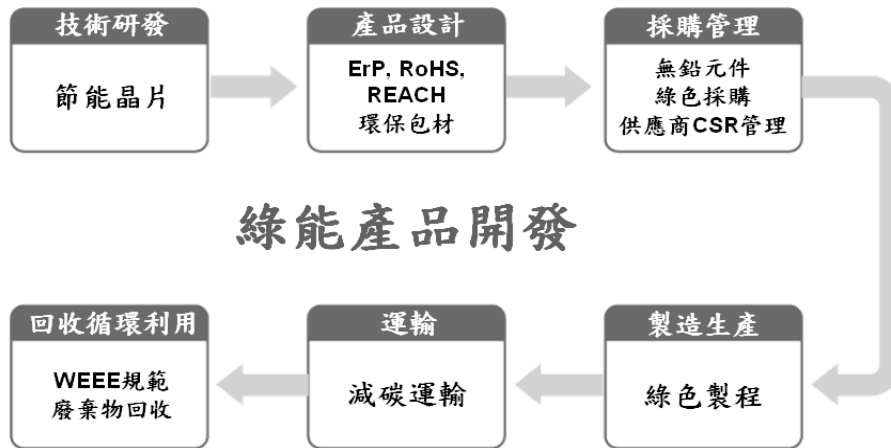 技術研發
節能晶片
產品設計
ErP, RoHS,
REACH
環保包材
採購管理
無鉛元件
綠色採購
供應商CSR管理
綠能產品開發
回收循環利用
WEEE規範
廢棄物回收
運輸
減碳運輸
製造生產
綠色製程